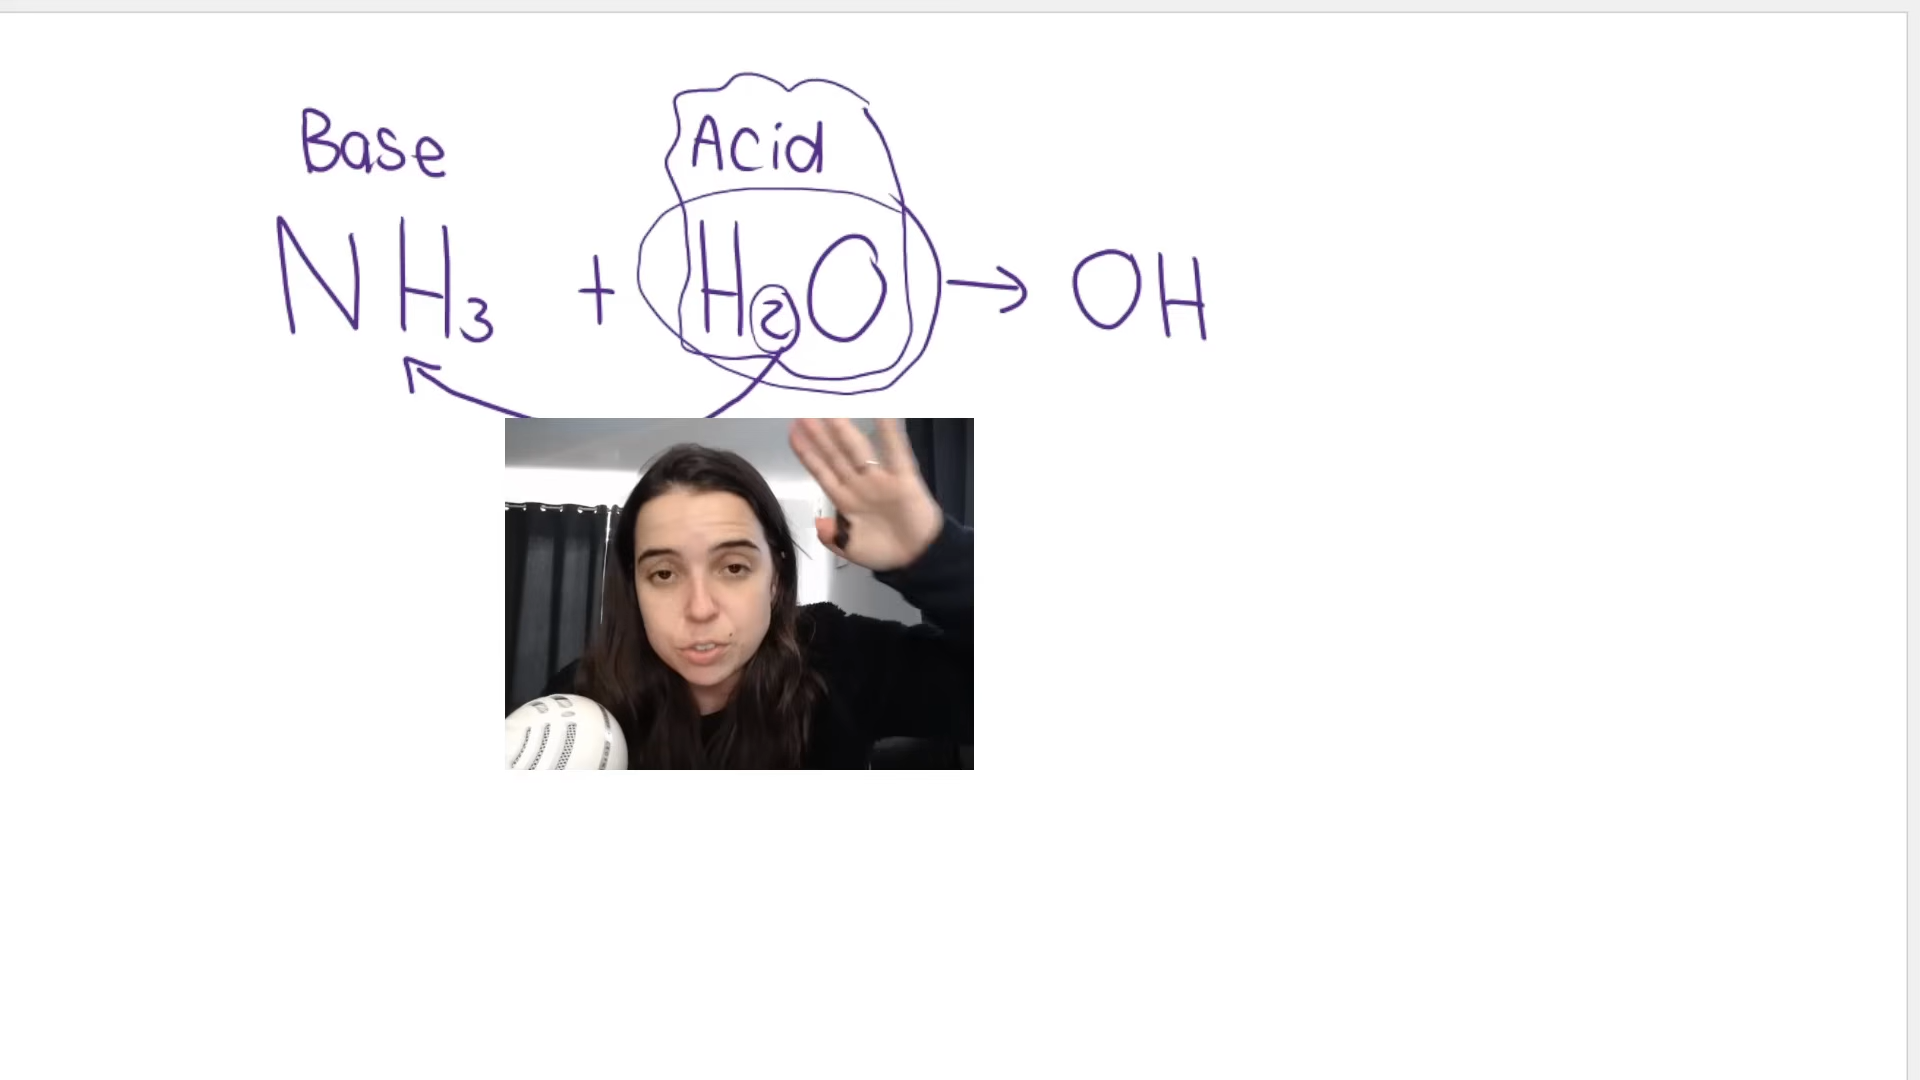 Base Acid
NH₃ + H₂O → OH